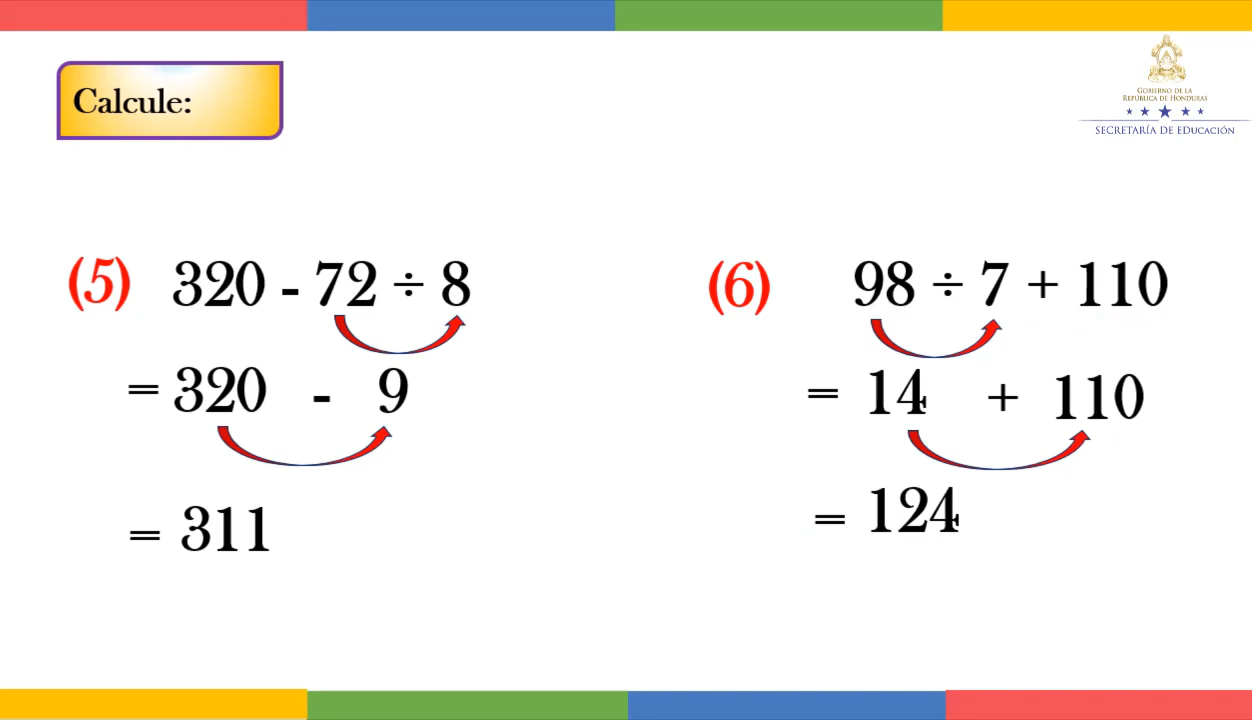 Calcule:
GOBIERNO DE LA
REPÚBLICA DE HONDURAS
SECRETARÍA DE EDUCACIÓN
(5) 320 - 72 ÷ 8
= 320 - 9
= 311
(6) 98 ÷ 7 + 110
= 14 + 110
= 124